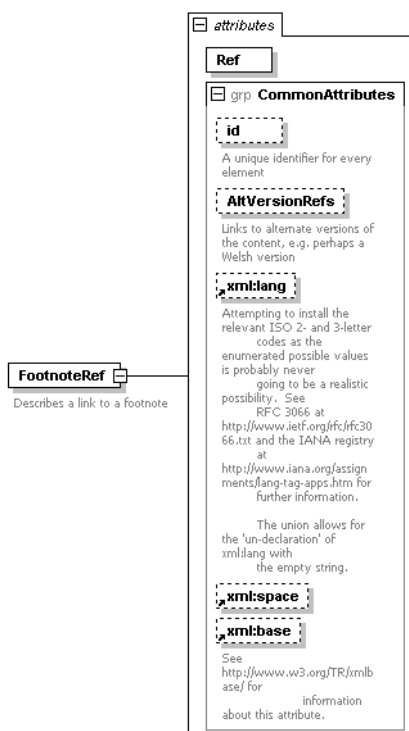 attributes
Ref
grp CommonAttributes
id
A unique identifier for every
element
AltVersionRefs
Links to alternate versions of
the content, e.g. perhaps a
Welsh version
xml:lang
Attempting to install the
relevant ISO 2- and 3-letter
codes as the
enumerated possible values
is probably never
going to be a realistic
possibility. See
RFC 3066 at
http://www.ietf.org/rfc/rfc30
66.txt and the IANA registry
at
http://www.iana.org/assign
ments/lang-tag-apps.htm for
further information.
The union allows for
the 'un-declaration' of
xml:lang with
the empty string.
xml:space
xml:base
See
http://www.w3.org/TR/xmlb
ase/ for
information
about this attribute.
FootnoteRef
Describes a link to a footnote